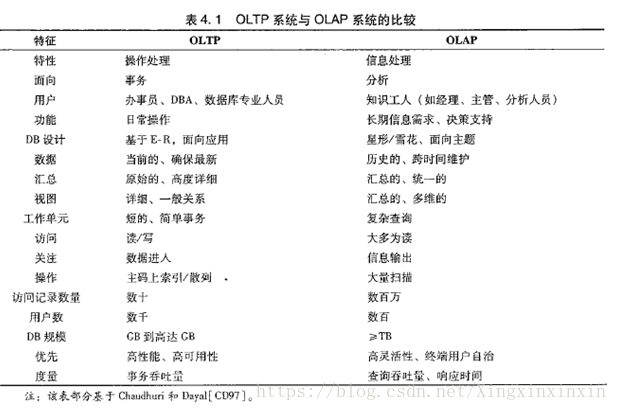 表 4. 1 OLTP 系统与 OLAP 系统的比较
特征 OLTP OLAP
特性 操作处理 信息处理
面向 事务 分析
用户 办事员、DBA、数据库专业人员 知识工人（如经理、主管、分析人员）
功能 日常操作 长期信息需求、决策支持
DB 设计 基于 E-R，面向应用 星形/雪花、面向主题
数据 当前的、确保最新 历史的、跨时间维护
汇总 原始的、高度详细 汇总的、统一的
视图 详细、一般关系 汇总的、多维的
工作单元 短的、简单事务 复杂查询
访问 读/写 大多为读
关注 数据进入 信息输出
操作 主码上索引/散列 大量扫描
访问记录数量 数十 数百万
用户数 数千 数百
DB 规模 GB 到高达 GB ≥TB
优先 高性能、高可用性 高灵活性、终端用户自治
度量 事务吞吐量 查询吞吐量、响应时间
注：该表部分基于 Chaudhuri 和 Dayal[CD97]。
https://blog.csdn.net/Xingxinxinxin